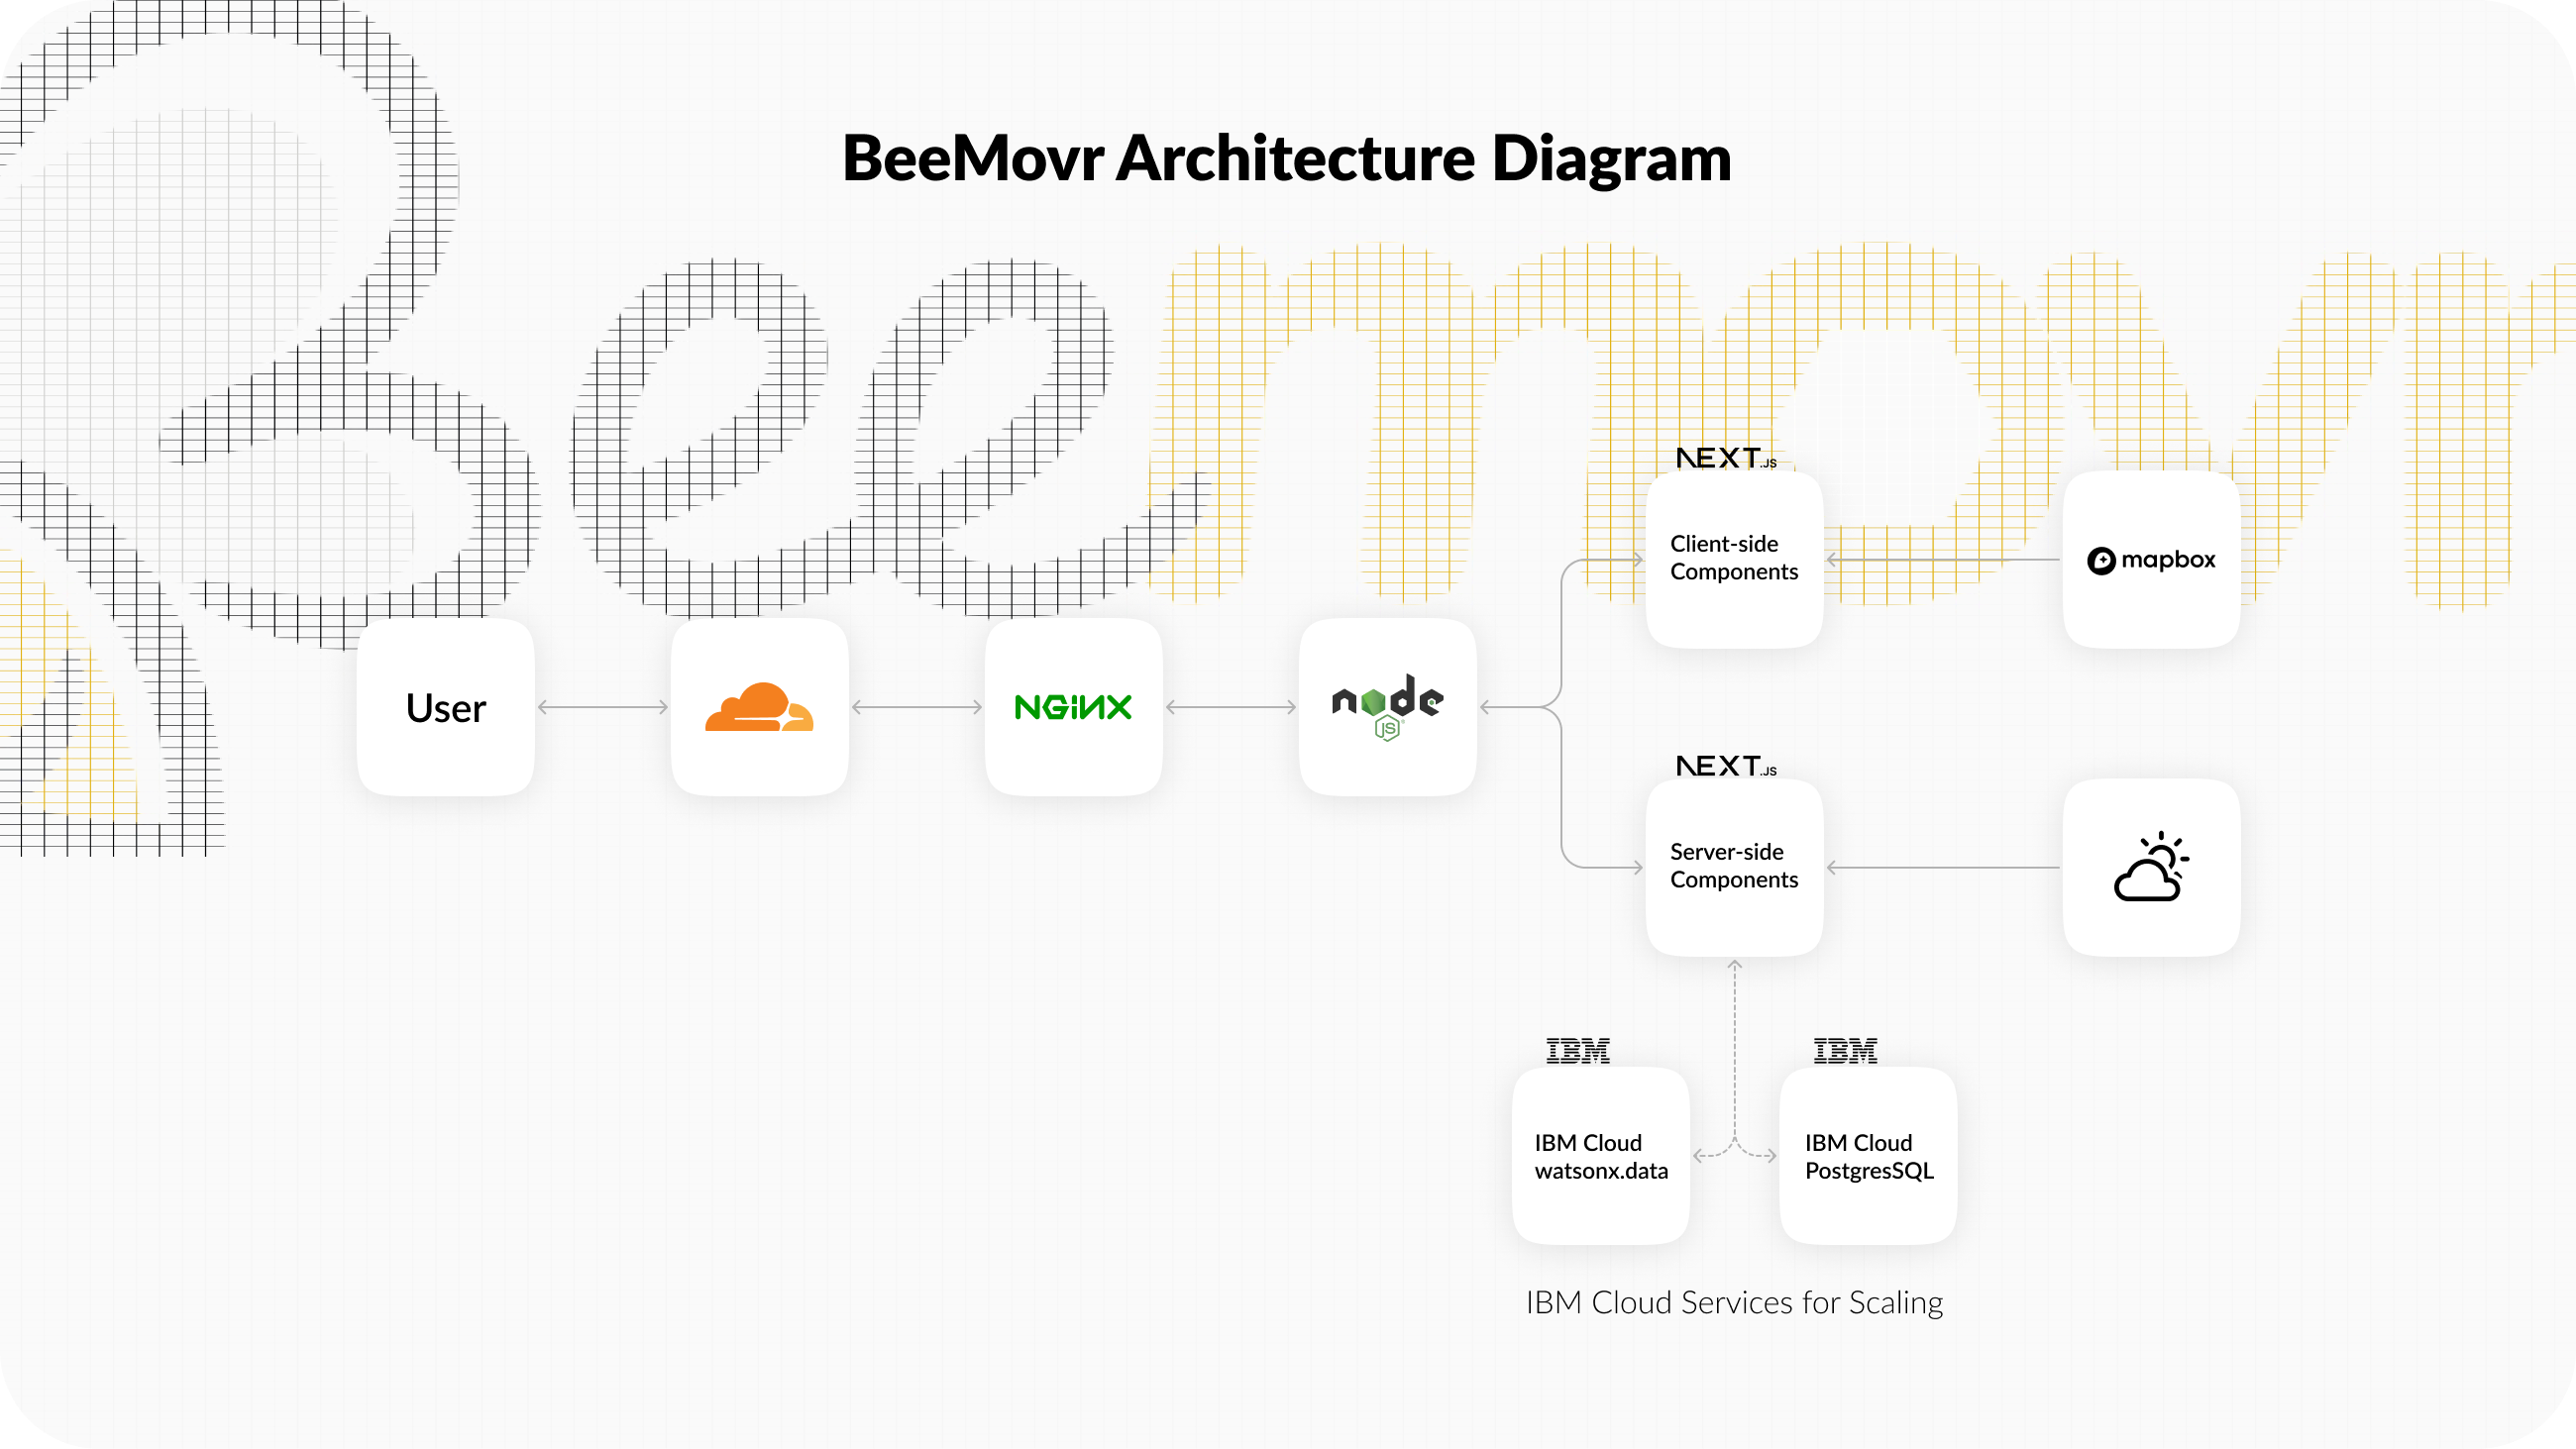 BeeMovr Architecture Diagram
Beemovr
NEXT.JS
Client-side
Components
mapbox
User
NGINX
node
JS
NEXT.JS
Server-side
Components
IBM
IBM Cloud
watsonx.data
IBM
IBM Cloud
PostgresSQL
IBM Cloud Services for Scaling